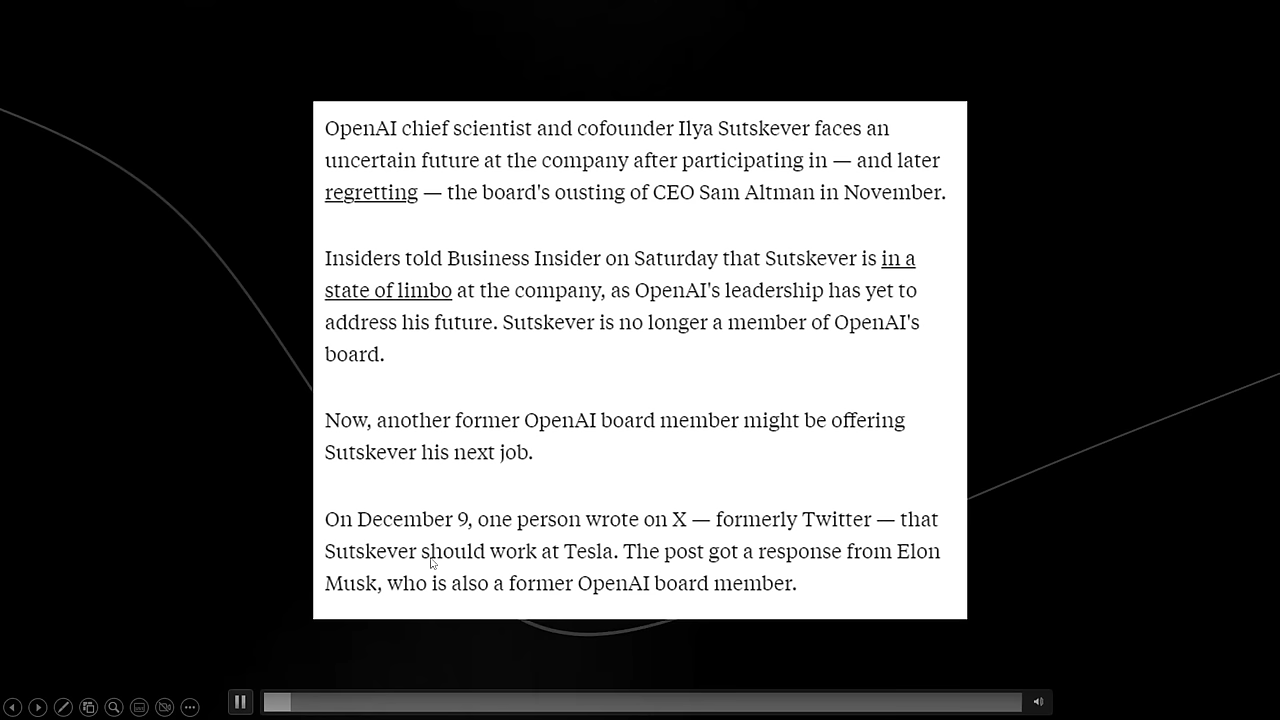 OpenAI chief scientist and cofounder Ilya Sutskever faces an
uncertain future at the company after participating in — and later
regretting — the board's ousting of CEO Sam Altman in November.
Insiders told Business Insider on Saturday that Sutskever is in a
state of limbo at the company, as OpenAI's leadership has yet to
address his future. Sutskever is no longer a member of OpenAI's
board.
Now, another former OpenAI board member might be offering
Sutskever his next job.
On December 9, one person wrote on X — formerly Twitter — that
Sutskever should work at Tesla. The post got a response from Elon
Musk, who is also a former OpenAI board member.